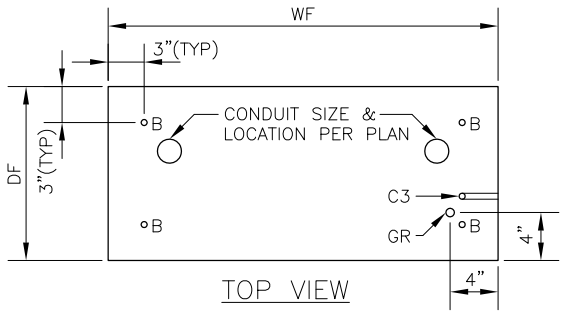 WF
3"(TYP)
CONDUIT SIZE &
LOCATION PER PLAN
B
B
DF
3"(TYP)
C3
B
B
GR
4"
4"
TOP VIEW